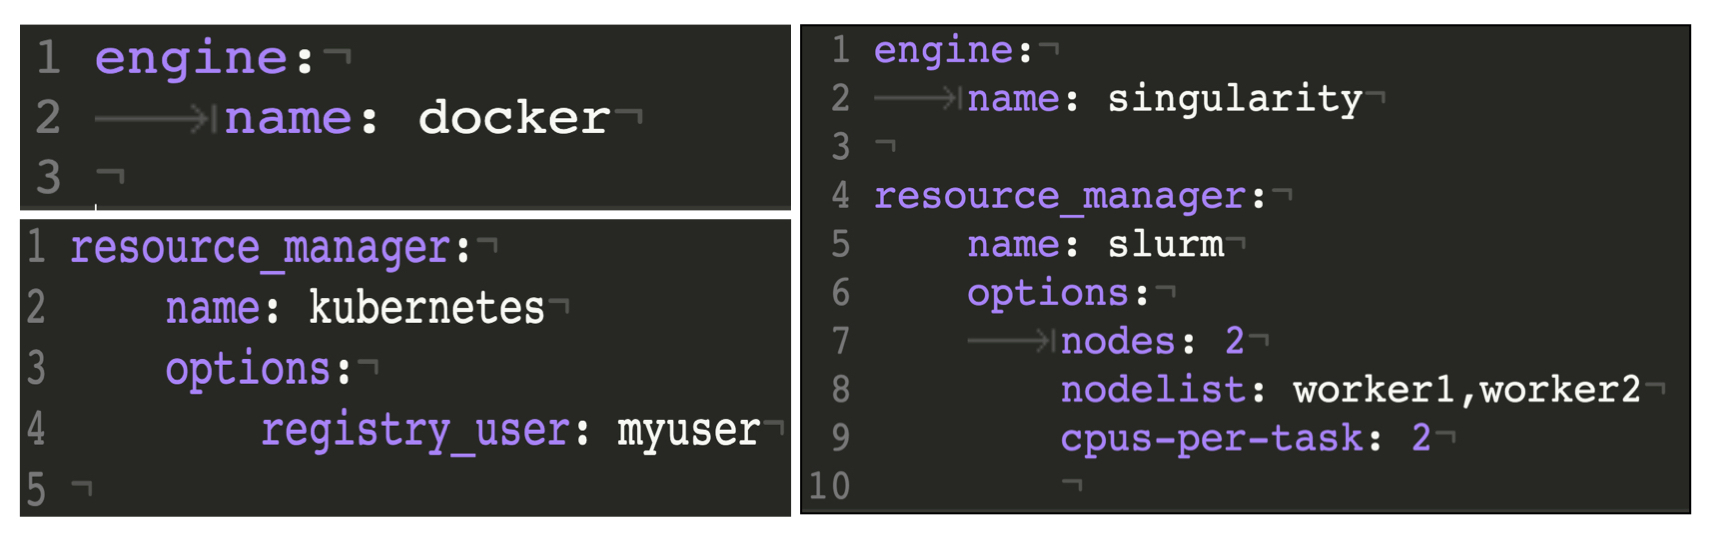 1 engine:¬
2 name: docker¬
3 ¬
1 resource_manager:¬
2 name: kubernetes¬
3 options:¬
4 registry_user: myuser¬
5 ¬
1 engine:¬
2 name: singularity¬
3 ¬
4 resource_manager:¬
5 name: slurm¬
6 options:¬
7 nodes: 2¬
8 nodelist: worker1,worker2¬
9 cpus-per-task: 2¬
10 ¬